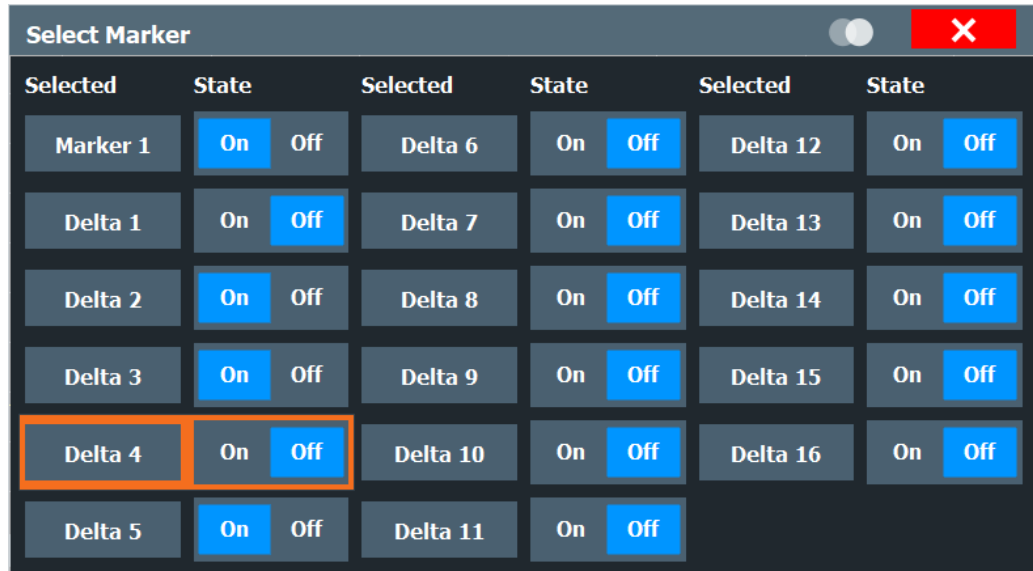 Select Marker
Selected State Selected State Selected State
Marker 1 On Off Delta 6 On Off Delta 12 On Off
Delta 1 On Off Delta 7 On Off Delta 13 On Off
Delta 2 On Off Delta 8 On Off Delta 14 On Off
Delta 3 On Off Delta 9 On Off Delta 15 On Off
Delta 4 On Off Delta 10 On Off Delta 16 On Off
Delta 5 On Off Delta 11 On Off